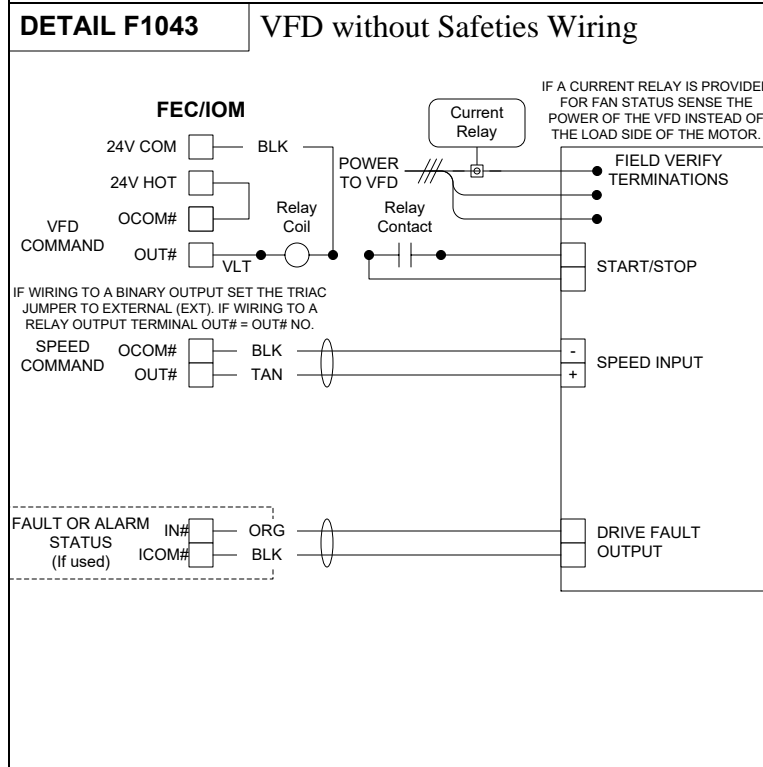 DETAIL F1043
VFD without Safeties Wiring
IF A CURRENT RELAY IS PROVIDED
FOR FAN STATUS SENSE THE
POWER OF THE VFD INSTEAD OF
THE LOAD SIDE OF THE MOTOR.
FEC/IOM
Current
Relay
24V COM
BLK
POWER
TO VFD
FIELD VERIFY
TERMINATIONS
24V HOT
OCOM#
Relay
Coil
Relay
Contact
VFD
COMMAND
OUT#
VLT
START/STOP
IF WIRING TO A BINARY OUTPUT SET THE TRIAC
JUMPER TO EXTERNAL (EXT). IF WIRING TO A
RELAY OUTPUT TERMINAL OUT# = OUT# NO.
SPEED
COMMAND
OCOM#
BLK
-
OUT#
TAN
+
SPEED INPUT
FAULT OR ALARM
STATUS
(If used)
IN#
ORG
ICOM#
BLK
DRIVE FAULT
OUTPUT